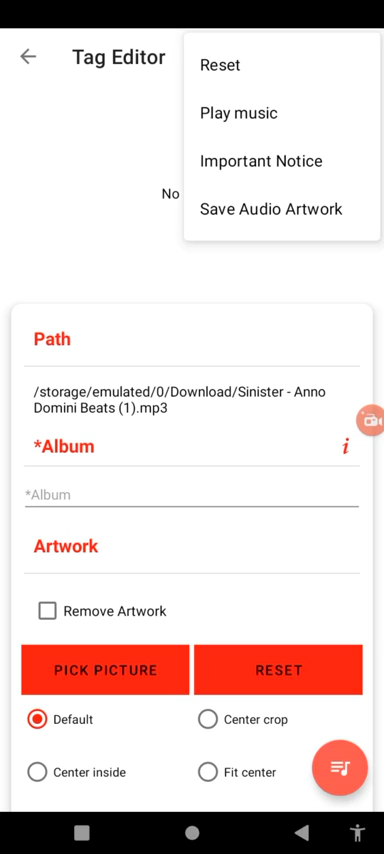 Tag Editor
Reset
Play music
Important Notice
Save Audio Artwork
No
Path
/storage/emulated/0/Download/Sinister - Anno
Domini Beats (1).mp3
*Album
i
*Album
Artwork
Remove Artwork
PICK PICTURE
RESET
Default
Center crop
Center inside
Fit center